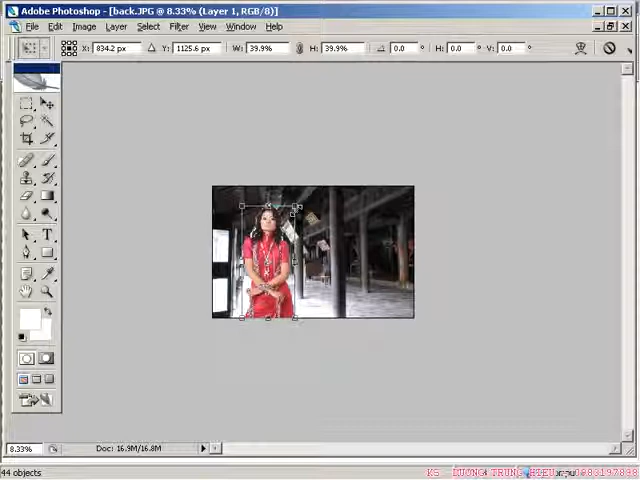 Adobe Photoshop - [back.JPG @ 8.33% (Layer 1, RGB/8)]
File Edit Image Layer Select Filter View Window Help
X: 834.2 px Y: 1125.6 px W: 39.9% H: 39.9% 0.0 ° H: 0.0 ° V: 0.0 °
8.33% Doc: 16.9M/16.8M
44 objects